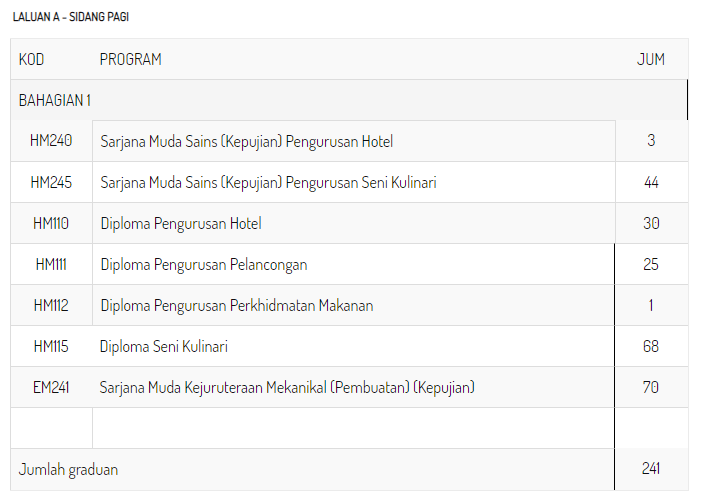 LALUAN A - SIDANG PAGI
KOD PROGRAM JUM
BAHAGIAN 1
HM240 Sarjana Muda Sains (Kepujian) Pengurusan Hotel 3
HM245 Sarjana Muda Sains (Kepujian) Pengurusan Seni Kulinari 44
HM110 Diploma Pengurusan Hotel 30
HM111 Diploma Pengurusan Pelancongan 25
HM112 Diploma Pengurusan Perkhidmatan Makanan 1
HM115 Diploma Seni Kulinari 68
EM241 Sarjana Muda Kejuruteraan Mekanikal (Pembuatan) (Kepujian) 70
Jumlah graduan 241